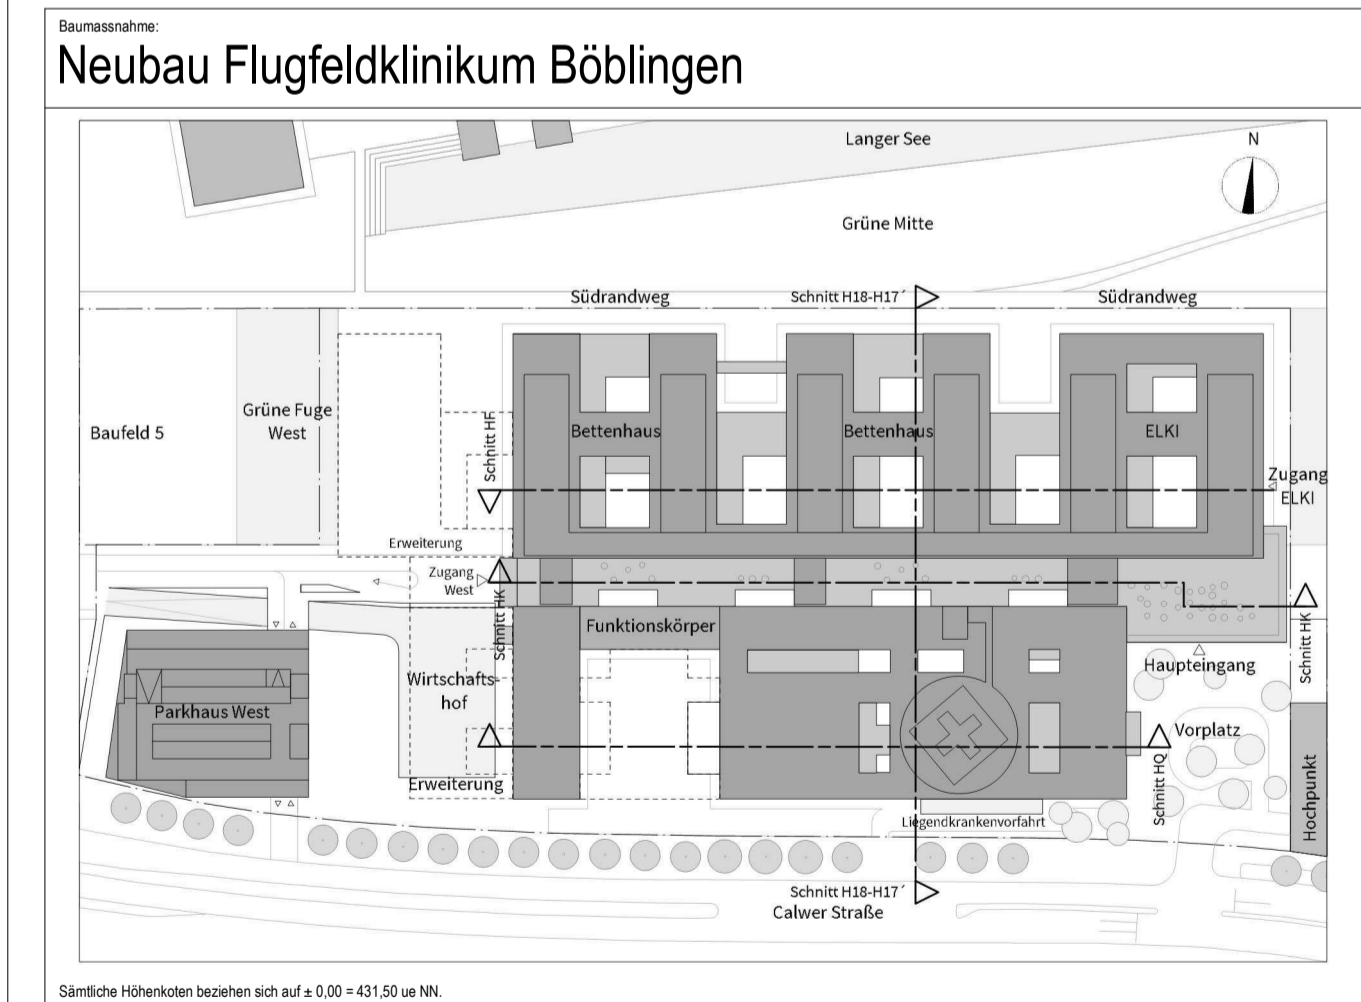 Baumassnahme:
Neubau Flugfeldklinikum Böblingen
Langer See
N
Grüne Mitte
Südrandweg
Schnitt H18-H17´
Südrandweg
Grüne Fuge
West
Baufeld 5
Schnitt HF
Bettenhaus
Bettenhaus
ELKI
Zugang
ELKI
Erweiterung
Zugang
West
Schnitt HK
Funktionskörper
Haupteingang
Schnitt HK
Wirtschafts-
hof
Parkhaus West
Vorplatz
Erweiterung
Schnitt HQ
Hochpunkt
Liegendkrankenvorfahrt
Schnitt H18-H17´
Calwer Straße
Sämtliche Höhenkoten beziehen sich auf ± 0,00 = 431,50 ue NN.